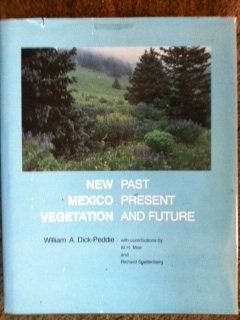 NEW PAST
MEXICO PRESENT
VEGETATION AND FUTURE
William A. Dick-Peddie with contributions by
W.H. Moir
and
Richard Spellenberg